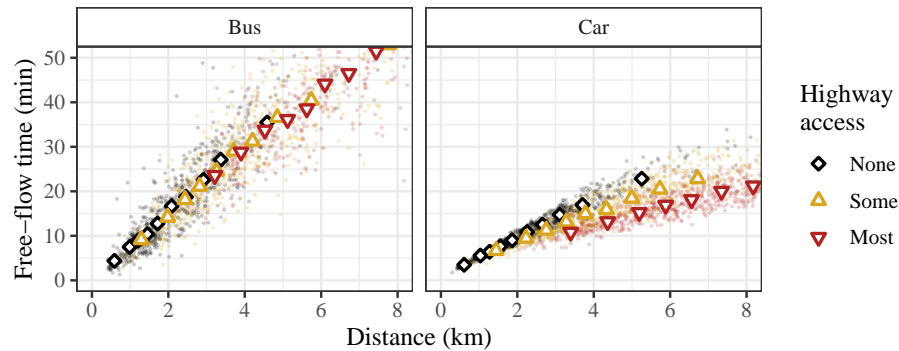 Bus
Car
Free−flow time (min)
50
40
30
20
10
0
0 2 4 6 8
0 2 4 6 8
Distance (km)
Highway
access
None
Some
Most